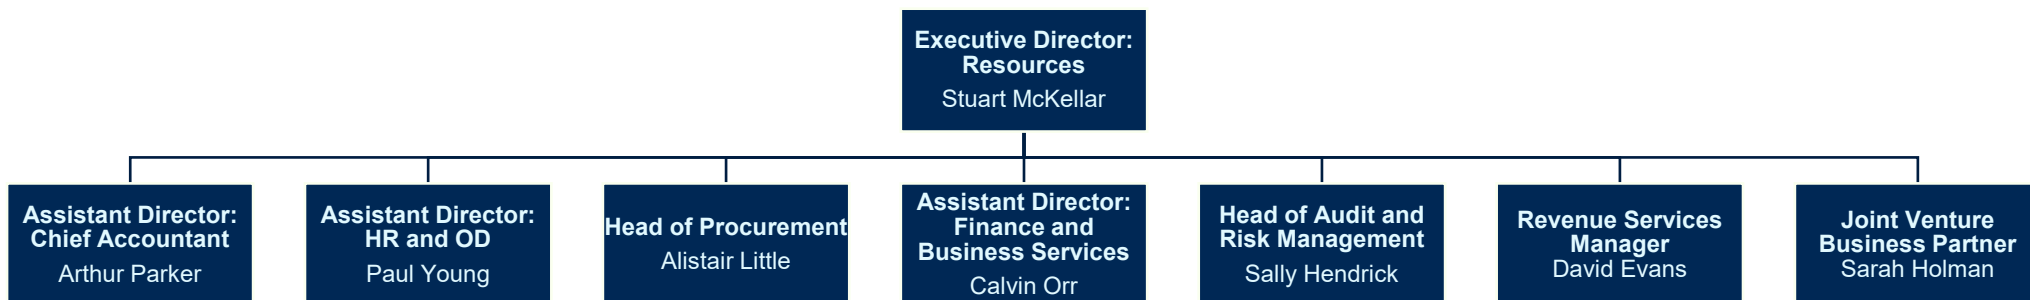 Executive Director:
Resources
Stuart McKellar
Assistant Director:
Chief Accountant
Arthur Parker
Assistant Director:
HR and OD
Paul Young
Head of Procurement
Alistair Little
Assistant Director:
Finance and
Business Services
Calvin Orr
Head of Audit and
Risk Management
Sally Hendrick
Revenue Services
Manager
David Evans
Joint Venture
Business Partner
Sarah Holman